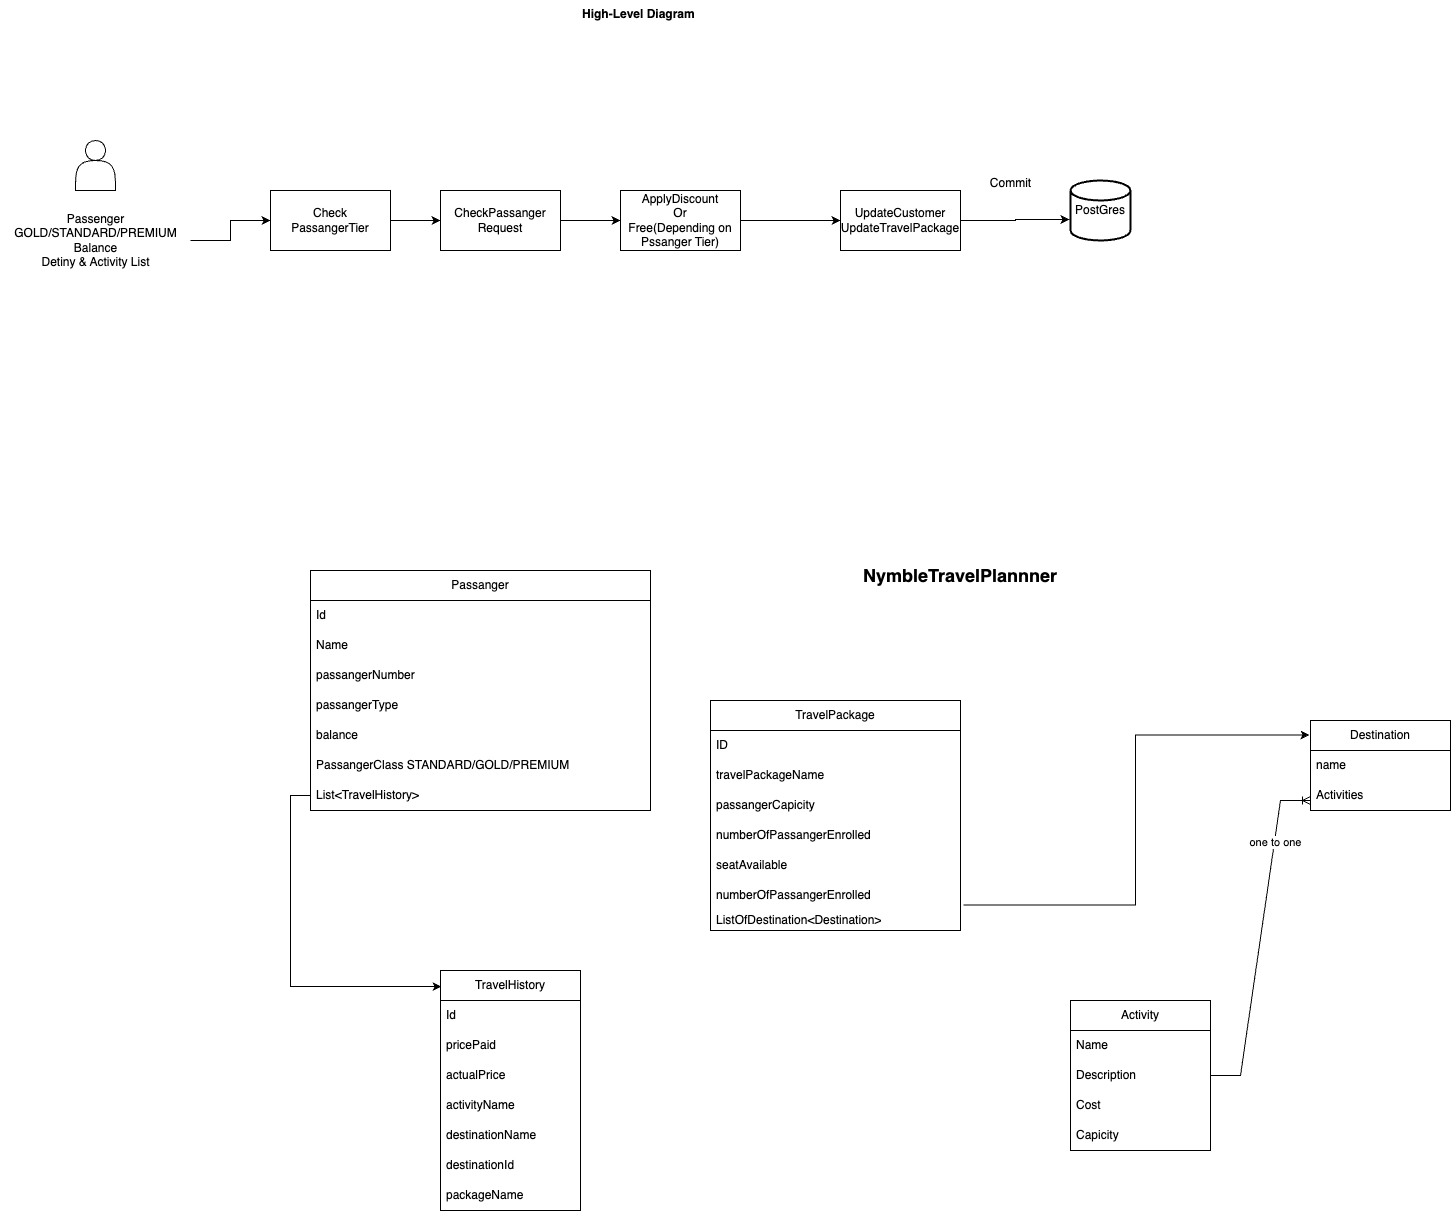 High-Level Diagram
Passenger
GOLD/STANDARD/PREMIUM
Balance
Detiny & Activity List
Check
PassangerTier
CheckPassanger
Request
ApplyDiscount
Or
Free(Depending on
Pssanger Tier)
UpdateCustomer
UpdateTravelPackage
Commit
PostGres
NymbleTravelPlannner
Passanger
Id
Name
passangerNumber
passangerType
balance
PassangerClass STANDARD/GOLD/PREMIUM
List<TravelHistory>
TravelPackage
ID
travelPackageName
passangerCapicity
numberOfPassangerEnrolled
seatAvailable
numberOfPassangerEnrolled
ListOfDestination<Destination>
Destination
name
Activities
one to one
TravelHistory
Id
pricePaid
actualPrice
activityName
destinationName
destinationId
packageName
Activity
Name
Description
Cost
Capicity